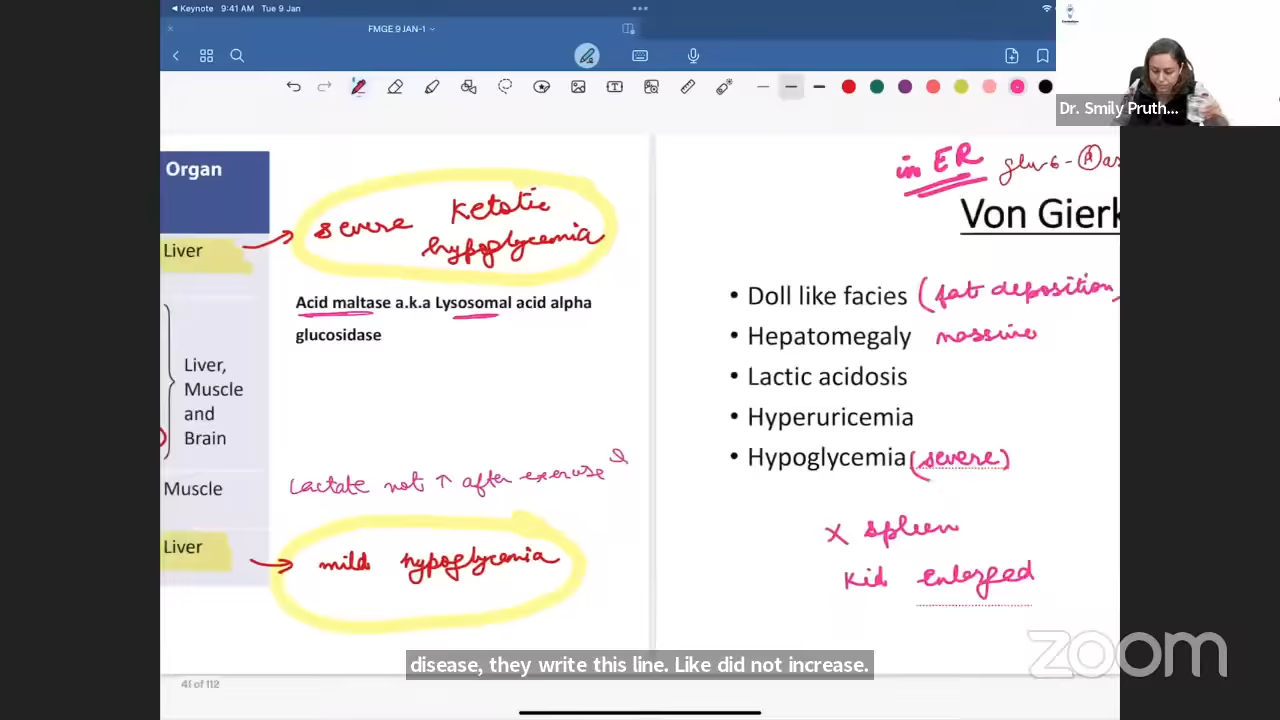 Keynote 9:41 AM Tue 9 Jan
FMGE 9 JAN-1
Dr. Smily Pruth...
Organ
Liver
severe Ketotic
hypoglycemia
Acid maltase a.k.a Lysosomal acid alpha
glucosidase
Liver,
Muscle
and
Brain
Lactate not ↑ after exercise
Muscle
Liver
mild hypoglycemia
41 of 112
in ER glu-6-
Von Gierk
• Doll like facies (fat deposition)
• Hepatomegaly massive
• Lactic acidosis
• Hyperuricemia
• Hypoglycemia (severe)
X spleen
Kid enlarged
zoom
disease, they write this line. Like did not increase.